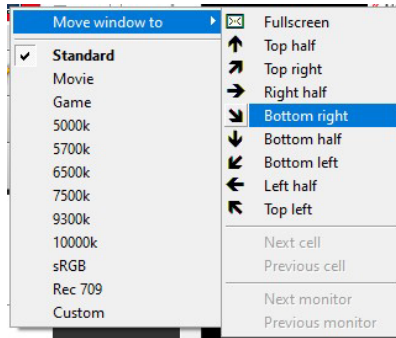 Move window to
Standard
Movie
Game
5000k
5700k
6500k
7500k
9300k
10000k
sRGB
Rec 709
Custom
Fullscreen
Top half
Top right
Right half
Bottom right
Bottom half
Bottom left
Left half
Top left
Next cell
Previous cell
Next monitor
Previous monitor